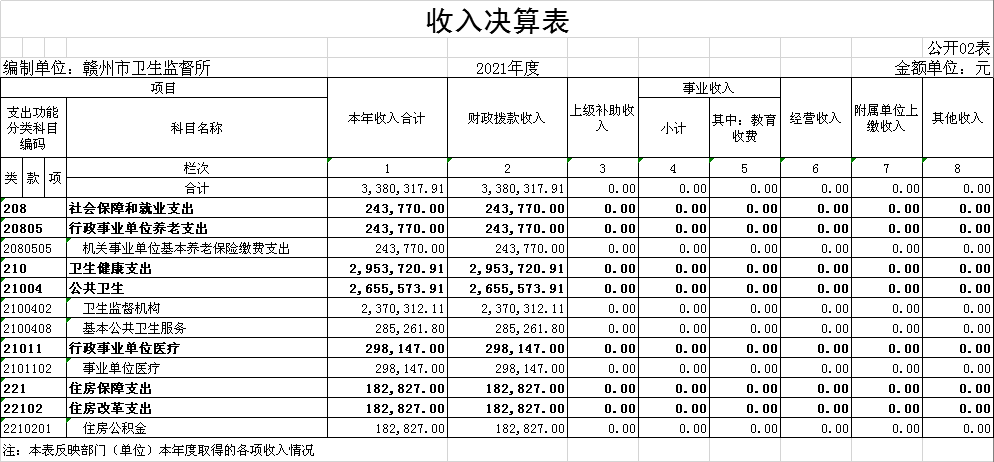 收入决算表
公开02表
编制单位：赣州市卫生监督所 2021年度 金额单位：元
项目 本年收入合计 财政拨款收入 上级补助收入 事业收入 经营收入 附属单位上缴收入 其他收入
支出功能分类科目编码 科目名称 小计 其中：教育收费
类 款 项 栏次 1 2 3 4 5 6 7 8
合计 3,380,317.91 3,380,317.91 0.00 0.00 0.00 0.00 0.00 0.00
208 社会保障和就业支出 243,770.00 243,770.00 0.00 0.00 0.00 0.00 0.00 0.00
20805 行政事业单位养老支出 243,770.00 243,770.00 0.00 0.00 0.00 0.00 0.00 0.00
2080505 机关事业单位基本养老保险缴费支出 243,770.00 243,770.00 0.00 0.00 0.00 0.00 0.00 0.00
210 卫生健康支出 2,953,720.91 2,953,720.91 0.00 0.00 0.00 0.00 0.00 0.00
21004 公共卫生 2,655,573.91 2,655,573.91 0.00 0.00 0.00 0.00 0.00 0.00
2100402 卫生监督机构 2,370,312.11 2,370,312.11 0.00 0.00 0.00 0.00 0.00 0.00
2100408 基本公共卫生服务 285,261.80 285,261.80 0.00 0.00 0.00 0.00 0.00 0.00
21011 行政事业单位医疗 298,147.00 298,147.00 0.00 0.00 0.00 0.00 0.00 0.00
2101102 事业单位医疗 298,147.00 298,147.00 0.00 0.00 0.00 0.00 0.00 0.00
221 住房保障支出 182,827.00 182,827.00 0.00 0.00 0.00 0.00 0.00 0.00
22102 住房改革支出 182,827.00 182,827.00 0.00 0.00 0.00 0.00 0.00 0.00
2210201 住房公积金 182,827.00 182,827.00 0.00 0.00 0.00 0.00 0.00 0.00
注：本表反映部门（单位）本年度取得的各项收入情况